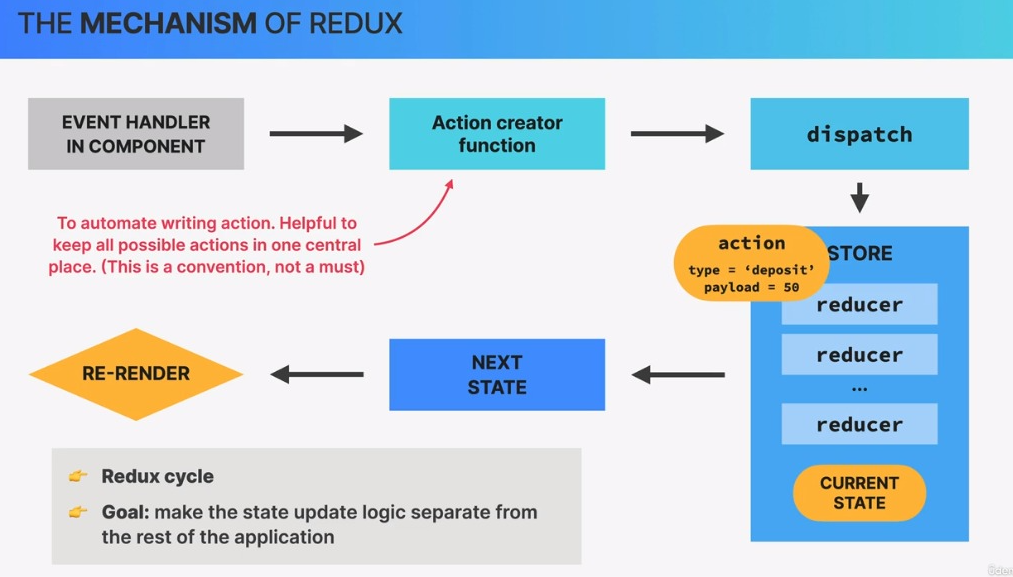 THE MECHANISM OF REDUX
EVENT HANDLER
IN COMPONENT
Action creator
function
dispatch
To automate writing action. Helpful to
keep all possible actions in one central
place. (This is a convention, not a must)
action
type = ‘deposit’
payload = 50
STORE
reducer
reducer
...
reducer
CURRENT
STATE
NEXT
STATE
RE-RENDER
Redux cycle
Goal: make the state update logic separate from
the rest of the application